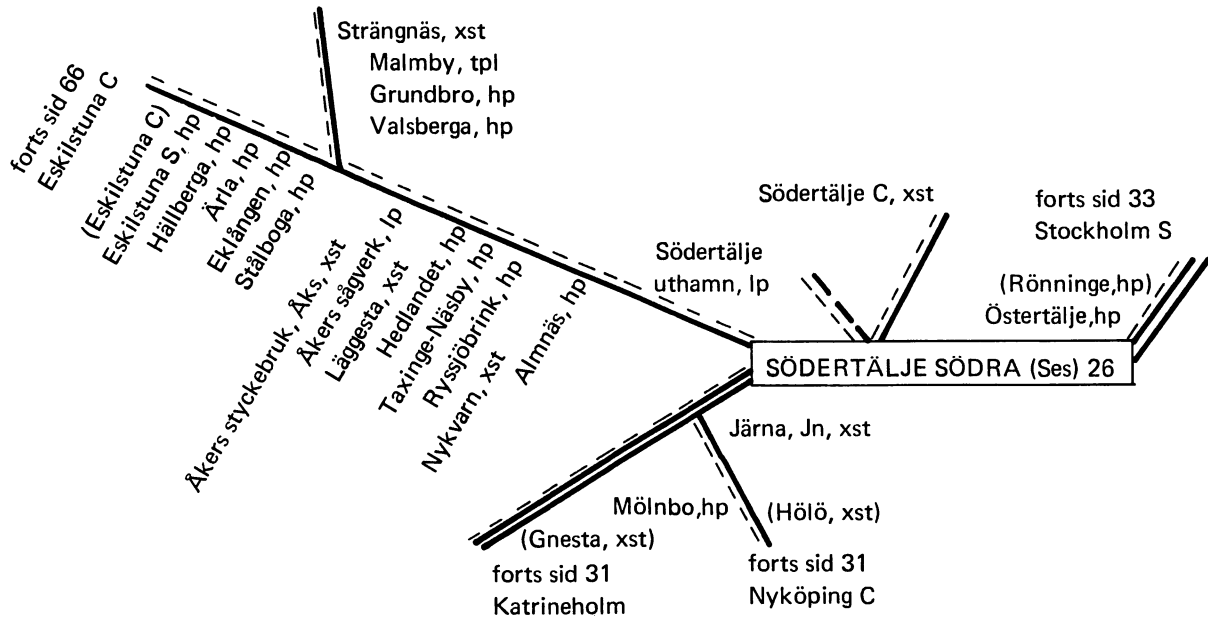 Strängnäs, xst
Malmby, tpl
Grundbro, hp
Valsberga, hp
forts sid 66
Eskilstuna C
(Eskilstuna C)
Eskilstuna S, hp
Hällberga, hp
Ärla, hp
Eklången, hp
Stålboga, hp
Åkers styckebruk, Åks, xst
Åkers sågverk, lp
Läggesta, xst
Hedlandet, hp
Taxinge-Näsby, hp
Ryssjöbrink, hp
Nykvarn, xst
Almnäs, hp
Södertälje C, xst
Södertälje
uthamn, lp
forts sid 33
Stockholm S
(Rönninge,hp)
Östertälje,hp
SÖDERTÄLJE SÖDRA (Ses) 26
Järna, Jn, xst
Mölnbo,hp
(Hölö, xst)
(Gnesta, xst)
forts sid 31
Katrineholm
forts sid 31
Nyköping C